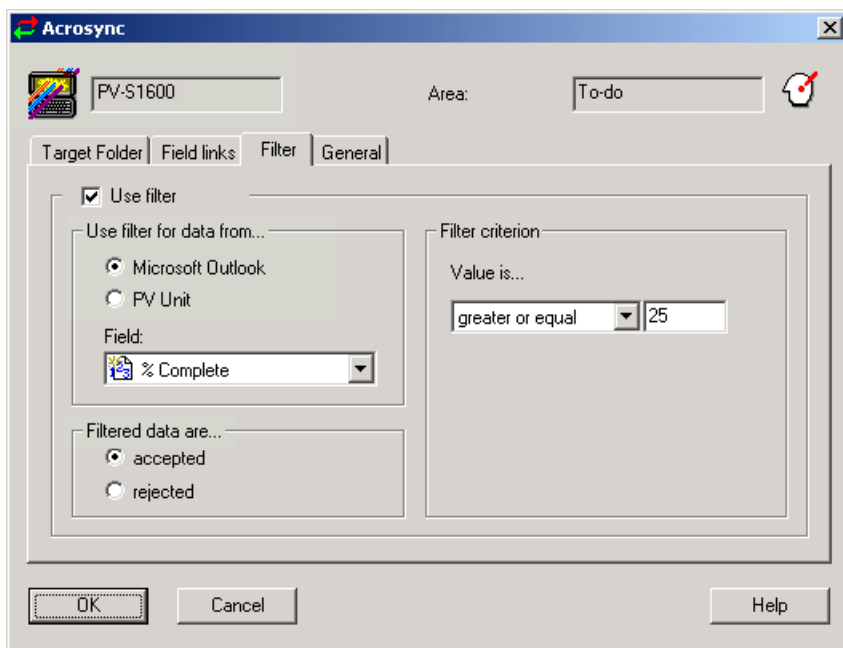 Acrosync
PV-S1600 Area: To-do
Target Folder Field links Filter General
Use filter
Use filter for data from...
Microsoft Outlook
PV Unit
Field:
% Complete
Filter criterion
Value is...
greater or equal 25
Filtered data are...
accepted
rejected
OK Cancel Help